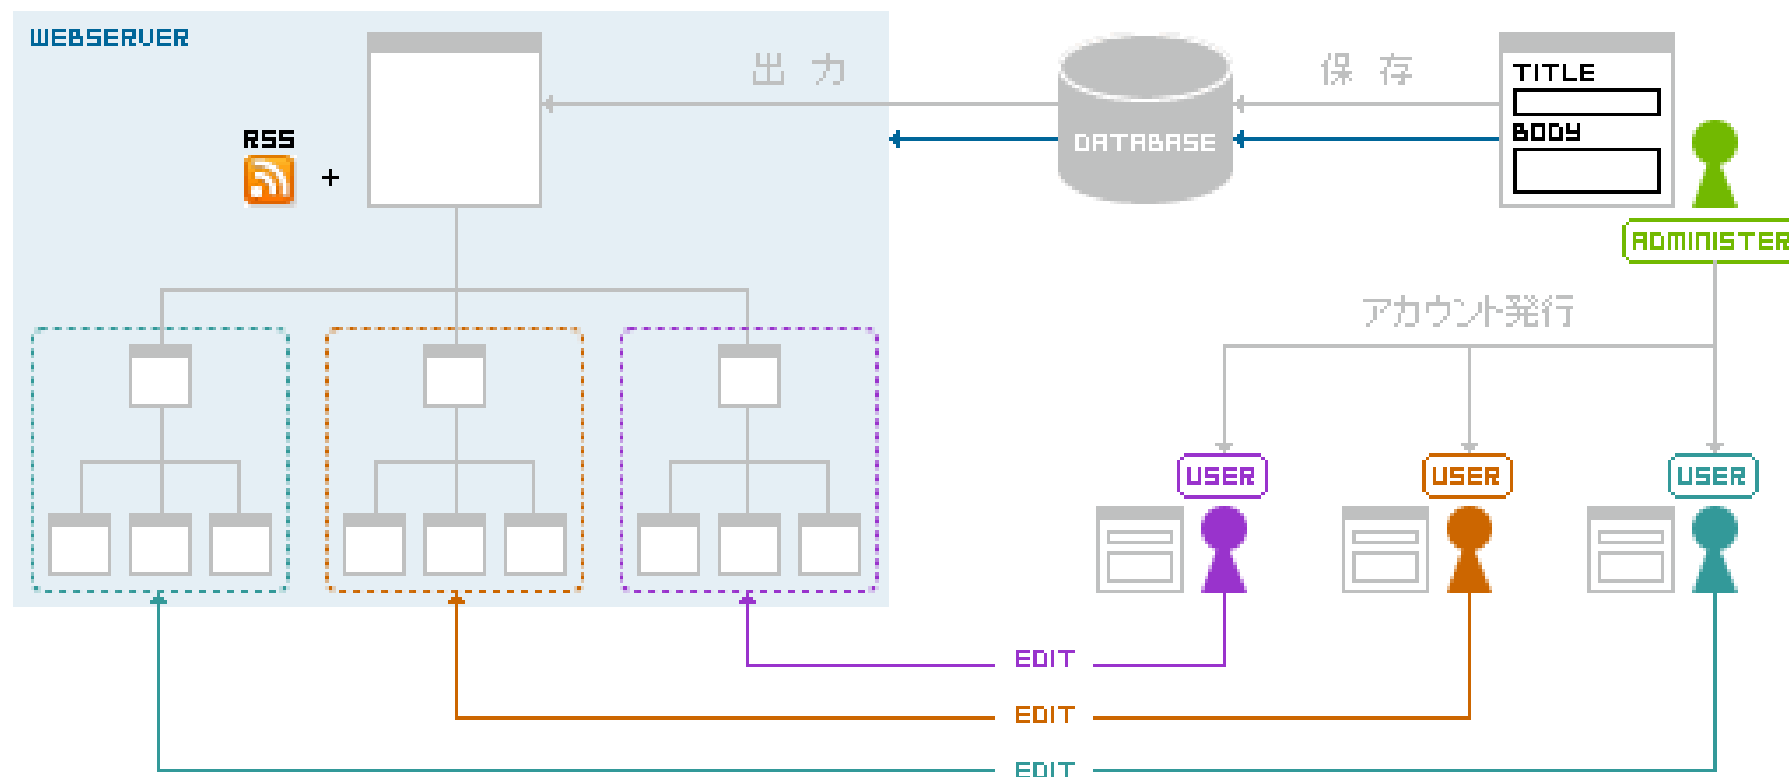 WEBSERVER
出力
保存
TITLE
BODY
RSS
+
DATABASE
ADMINISTER
アカウント発行
USER
USER
USER
EDIT
EDIT
EDIT